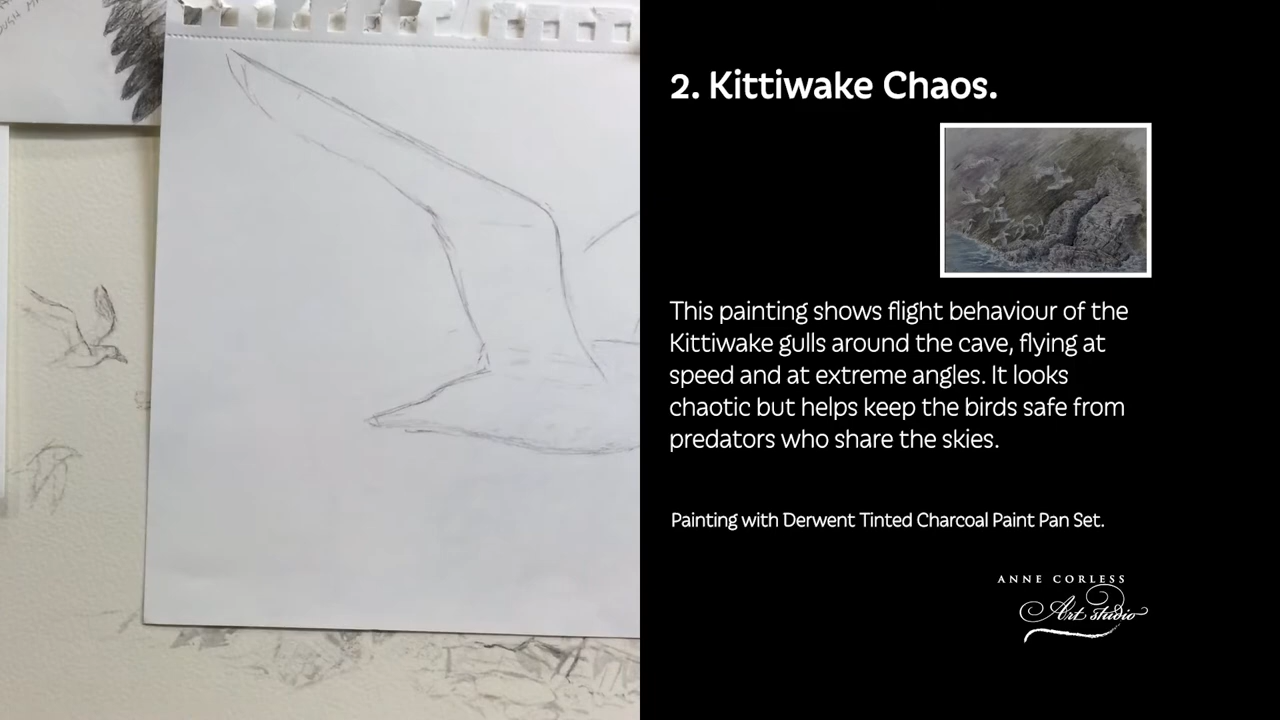 2. Kittiwake Chaos.
This painting shows flight behaviour of the
Kittiwake gulls around the cave, flying at
speed and at extreme angles. It looks
chaotic but helps keep the birds safe from
predators who share the skies.
Painting with Derwent Tinted Charcoal Paint Pan Set.
ANNE CORLESS
Art studio